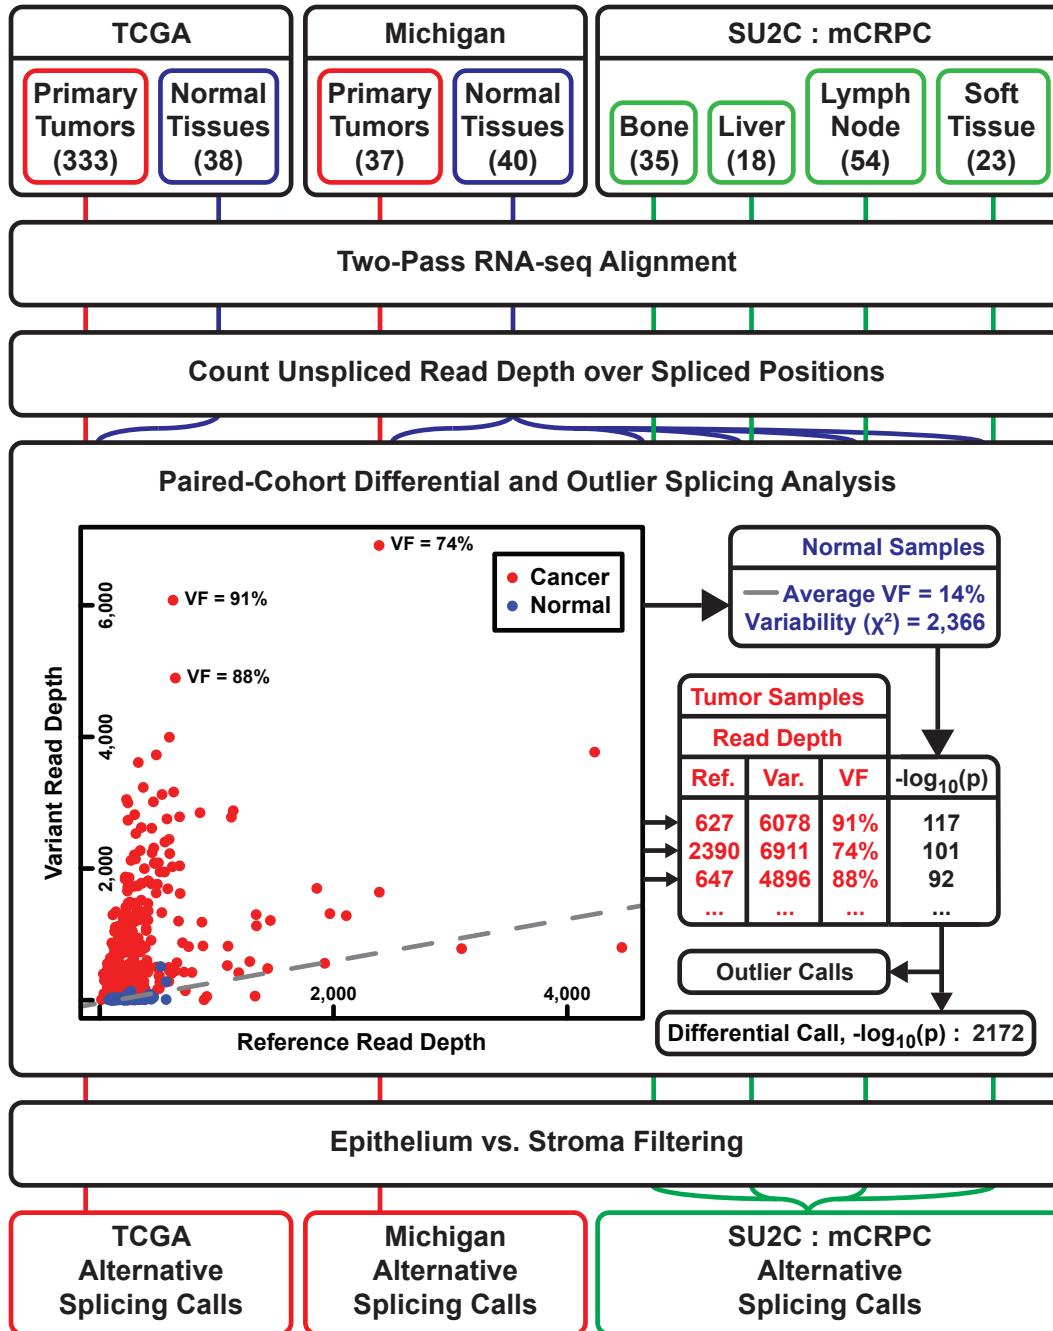 TCGA
Michigan
SU2C : mCRPC
Primary
Tumors
(333)
Normal
Tissues
(38)
Primary
Tumors
(37)
Normal
Tissues
(40)
Bone
(35)
Liver
(18)
Lymph
Node
(54)
Soft
Tissue
(23)
Two-Pass RNA-seq Alignment
Count Unspliced Read Depth over Spliced Positions
Paired-Cohort Differential and Outlier Splicing Analysis
VF = 74%
VF = 91%
VF = 88%
Cancer
Normal
6,000
4,000
2,000
Variant Read Depth
2,000
4,000
Reference Read Depth
Normal Samples
Average VF = 14%
Variability (χ²) = 2,366
Tumor Samples
Read Depth
Ref. Var. VF -log10(p)
627 6078 91% 117
2390 6911 74% 101
647 4896 88% 92
... ... ... ...
Outlier Calls
Differential Call, -log10(p) : 2172
Epithelium vs. Stroma Filtering
TCGA
Alternative
Splicing Calls
Michigan
Alternative
Splicing Calls
SU2C : mCRPC
Alternative
Splicing Calls